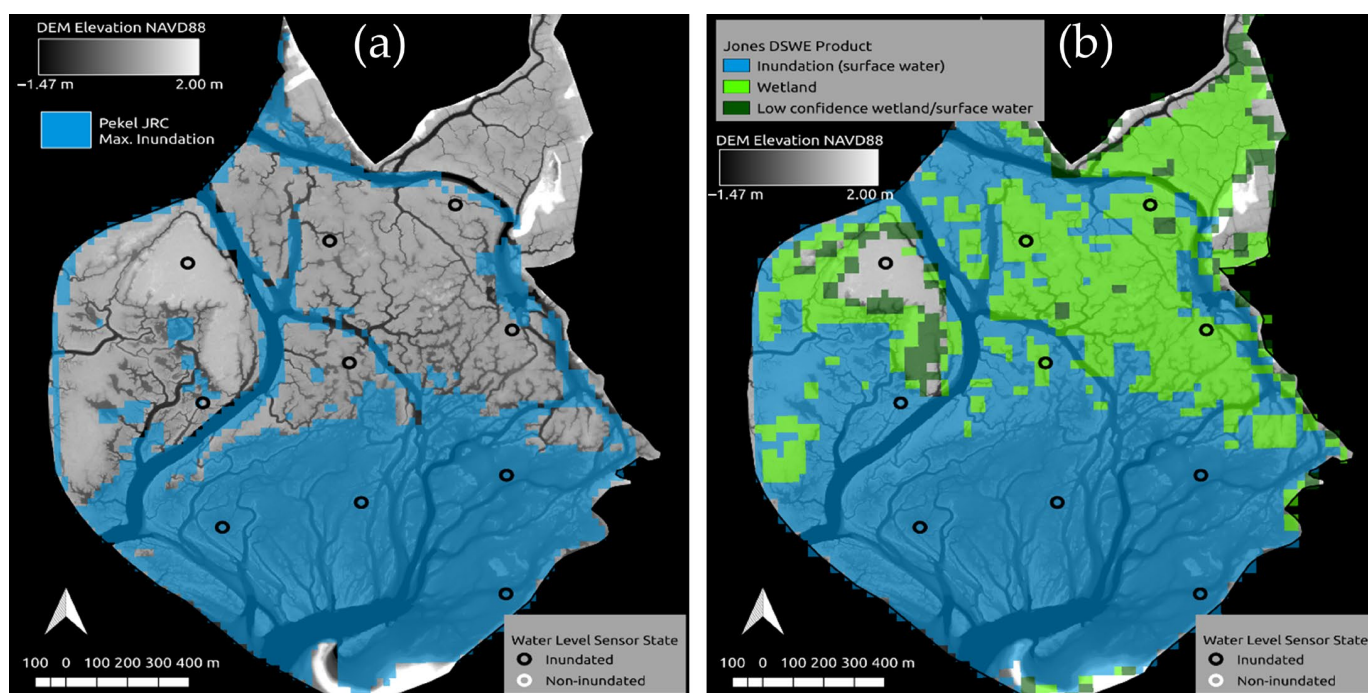 DEM Elevation NAVD88
−1.47 m 2.00 m
Pekel JRC
Max. Inundation
(a)
Water Level Sensor State
Inundated
Non-inundated
100 0 100 200 300 400 m
Jones DSWE Product
Inundation (surface water)
Wetland
Low confidence wetland/surface water
(b)
DEM Elevation NAVD88
−1.47 m 2.00 m
Water Level Sensor State
Inundated
Non-inundated
100 0 100 200 300 400 m